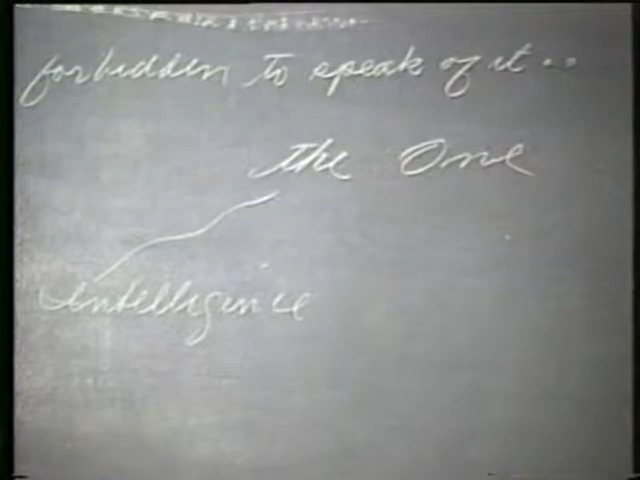 forbidden to speak of it..
the One
intelligence